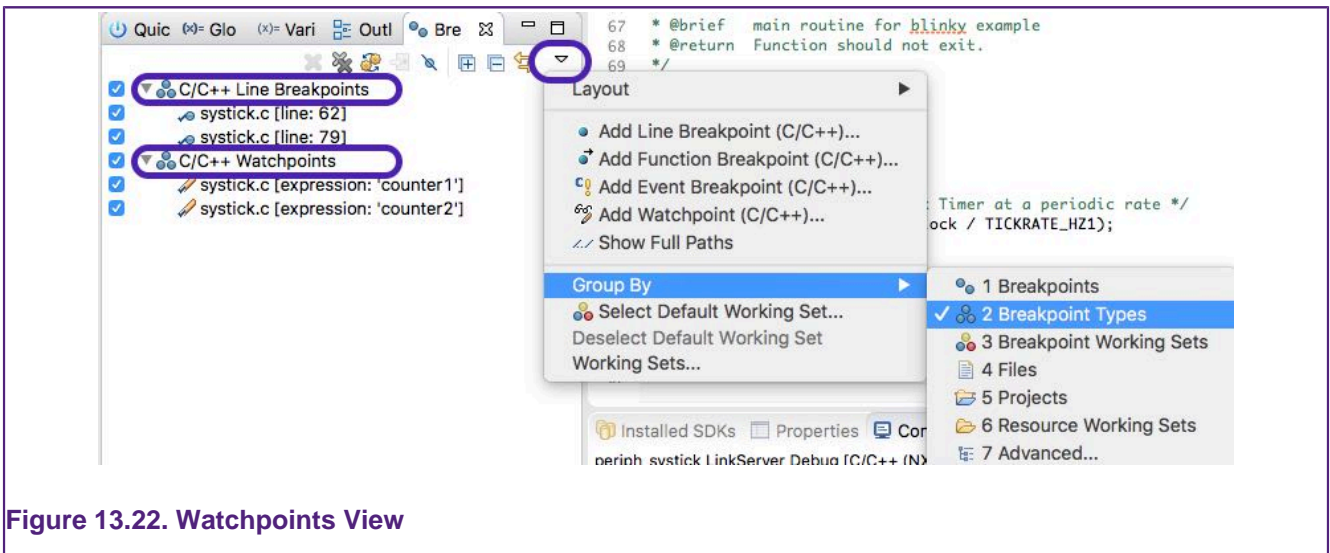 Quic (x)= Glo (x)= Vari Outl Bre
67 * @brief main routine for blinky example
68 * @return Function should not exit.
69 */
C/C++ Line Breakpoints
systick.c [line: 62]
systick.c [line: 79]
C/C++ Watchpoints
systick.c [expression: 'counter1']
systick.c [expression: 'counter2']
Layout
Add Line Breakpoint (C/C++)...
Add Function Breakpoint (C/C++)...
Add Event Breakpoint (C/C++)...
Add Watchpoint (C/C++)...
Show Full Paths
Timer at a periodic rate */
ock / TICKRATE_HZ1);
Group By
Select Default Working Set...
Deselect Default Working Set
Working Sets...
1 Breakpoints
2 Breakpoint Types
3 Breakpoint Working Sets
4 Files
5 Projects
6 Resource Working Sets
7 Advanced...
Installed SDKs Properties Con
periph_systick LinkServer Debug [C/C++ (NX
Figure 13.22. Watchpoints View